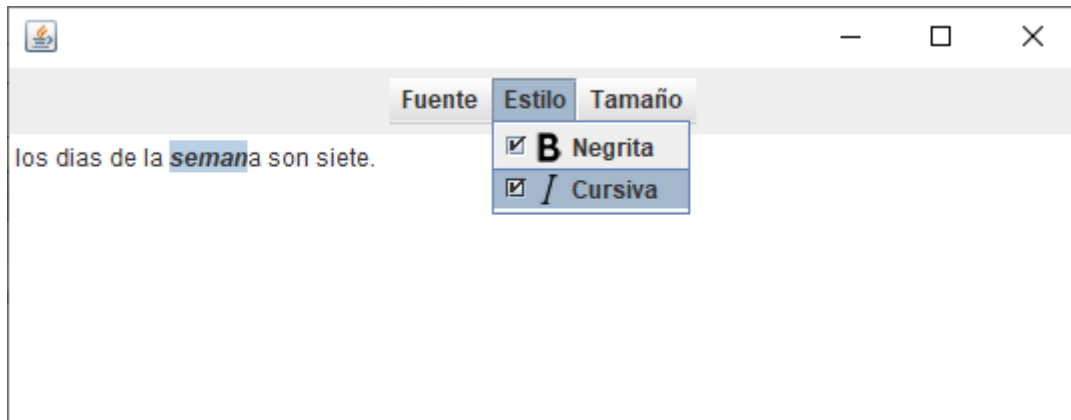 Fuente Estilo Tamaño
los dias de la semana son siete.
B Negrita
I Cursiva